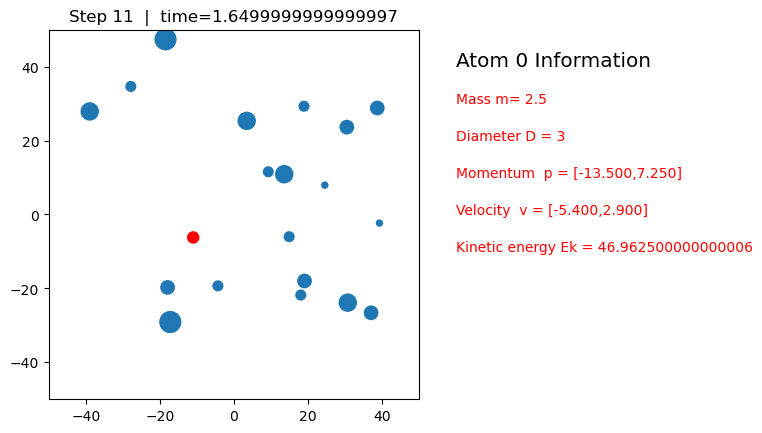 Step 11  |  time=1.6499999999999997
Atom 0 Information
Mass m= 2.5
Diameter D = 3
Momentum  p = [-13.500,7.250]
Velocity  v = [-5.400,2.900]
Kinetic energy Ek = 46.962500000000006
40
20
0
−20
−40
−40 −20 0 20 40